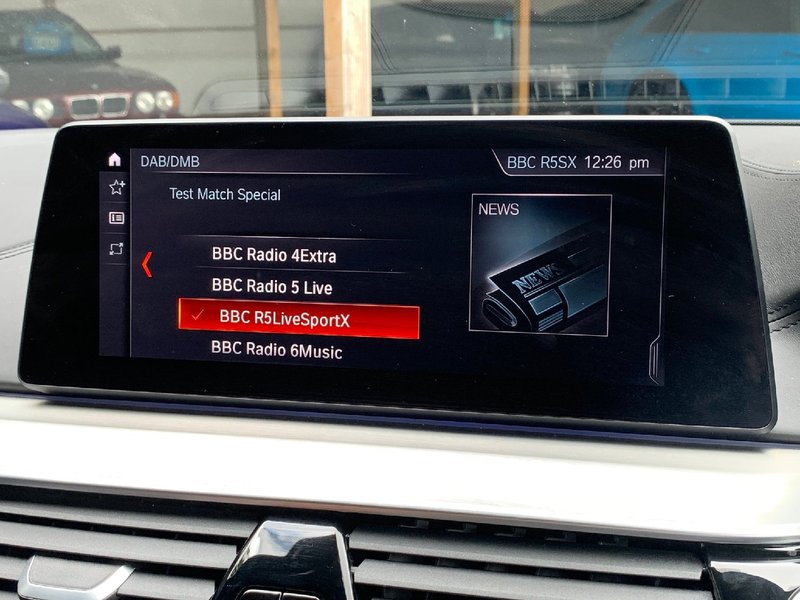 DAB/DMB
BBC R5SX 12:26 pm
Test Match Special
NEWS
BBC Radio 4Extra
BBC Radio 5 Live
BBC R5LiveSportX
BBC Radio 6Music
NEWS